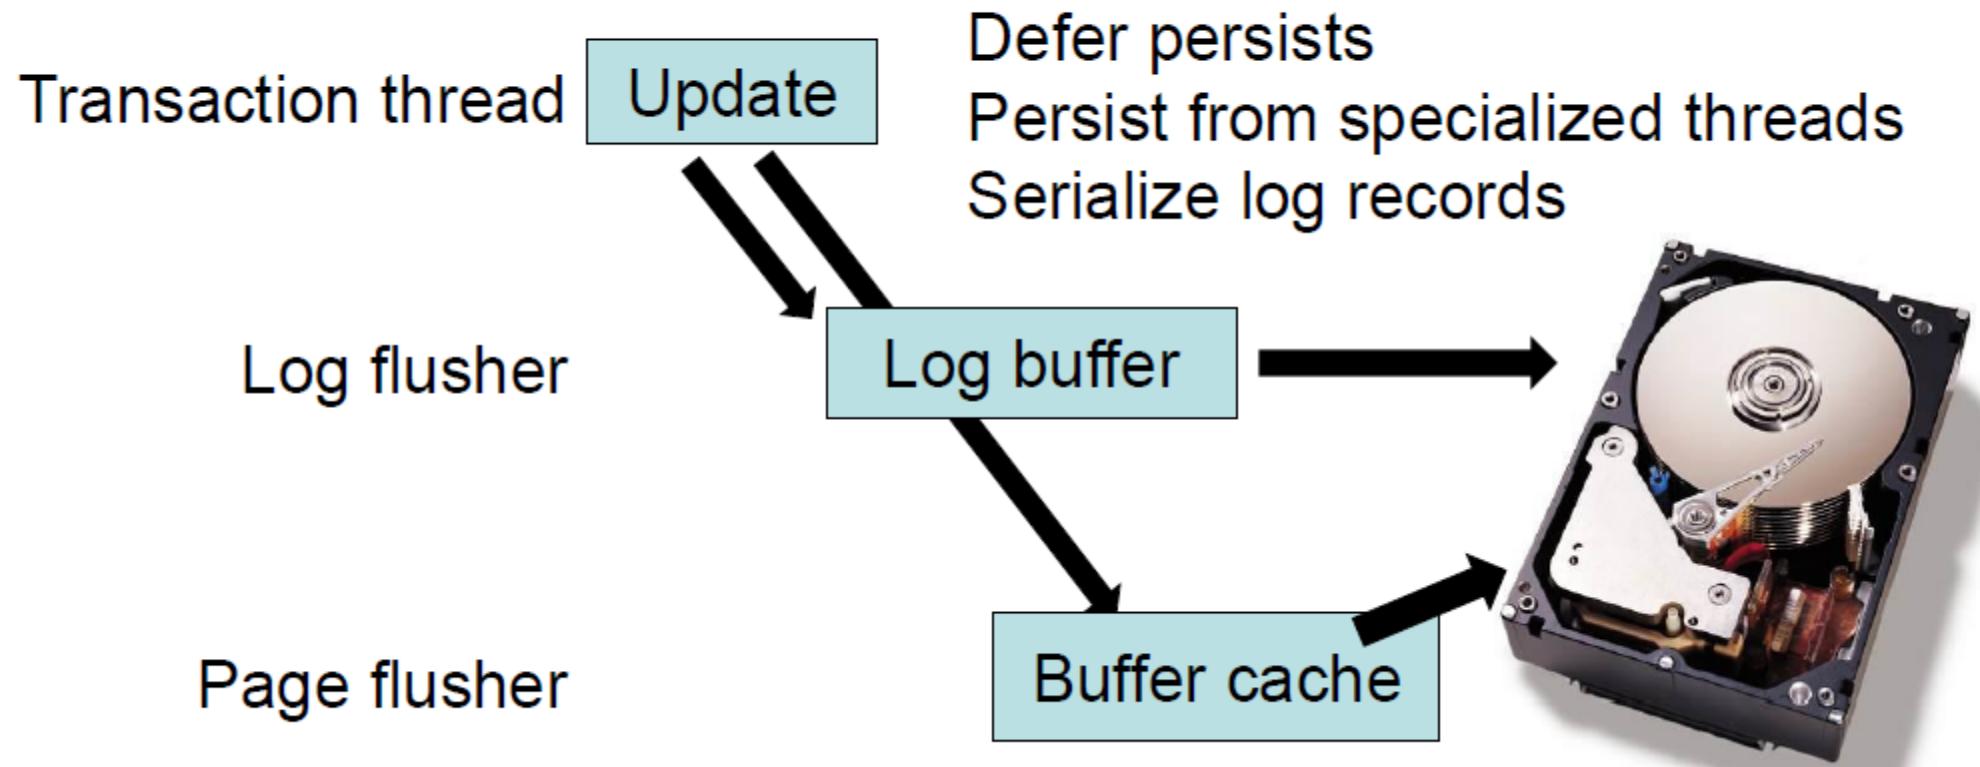 Defer persists
Transaction thread
Update
Persist from specialized threads
Serialize log records
Log flusher
Log buffer
Page flusher
Buffer cache